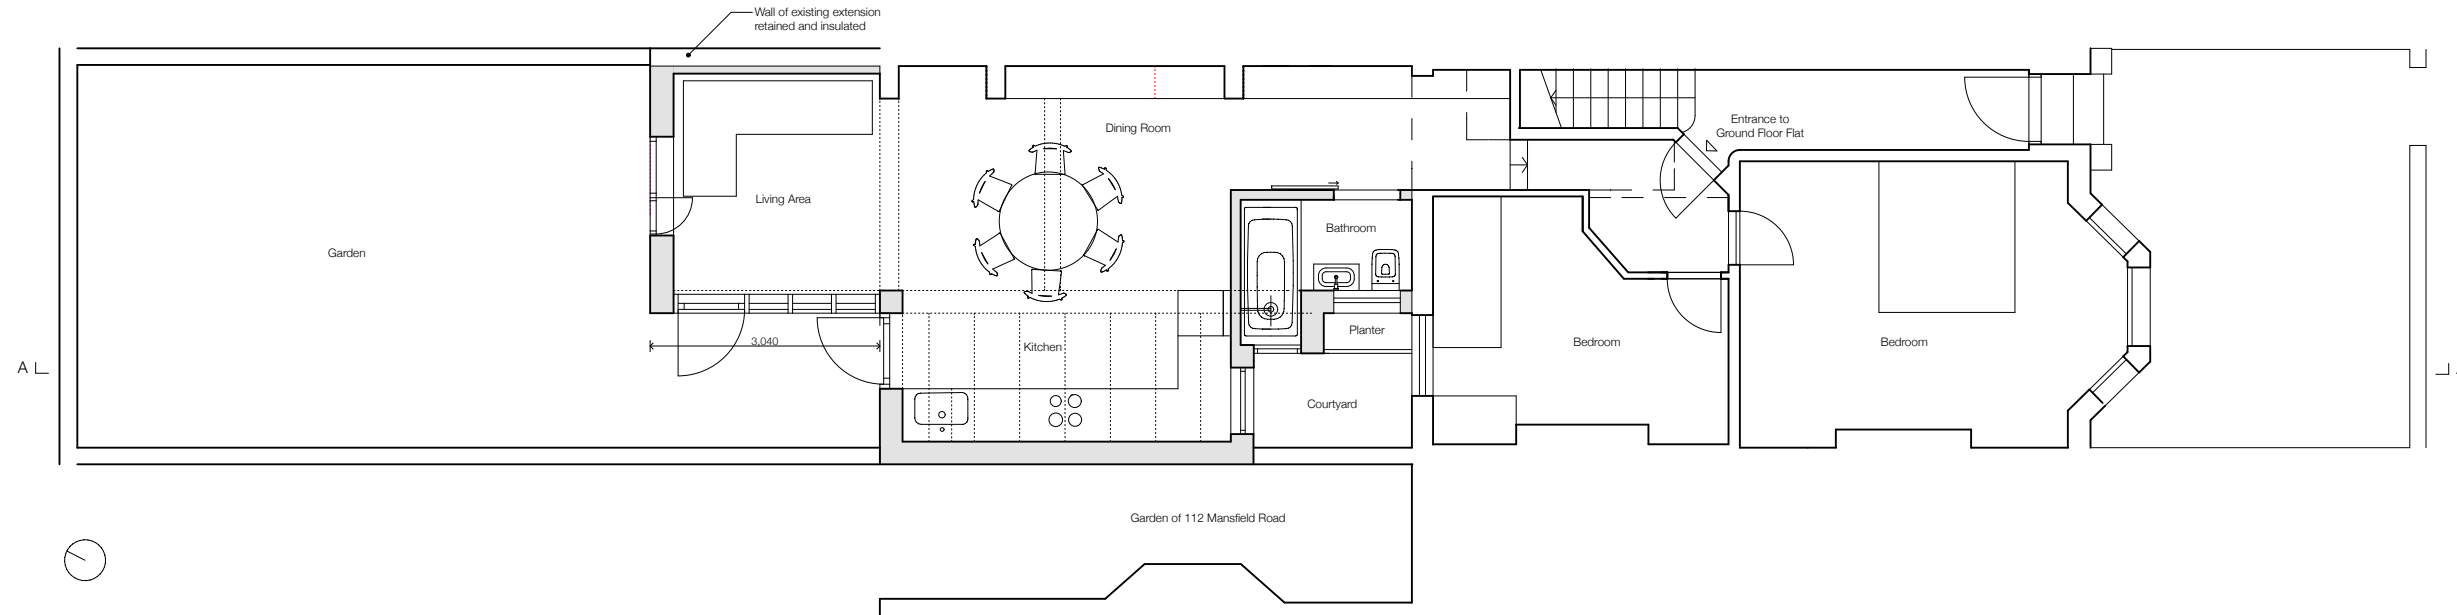 Wall of existing extension
retained and insulated
Dining Room
Entrance to
Ground Floor Flat
Living Area
Bathroom
Garden
Planter
3,040
Kitchen
Bedroom
Bedroom
A
Courtyard
Garden of 112 Mansfield Road